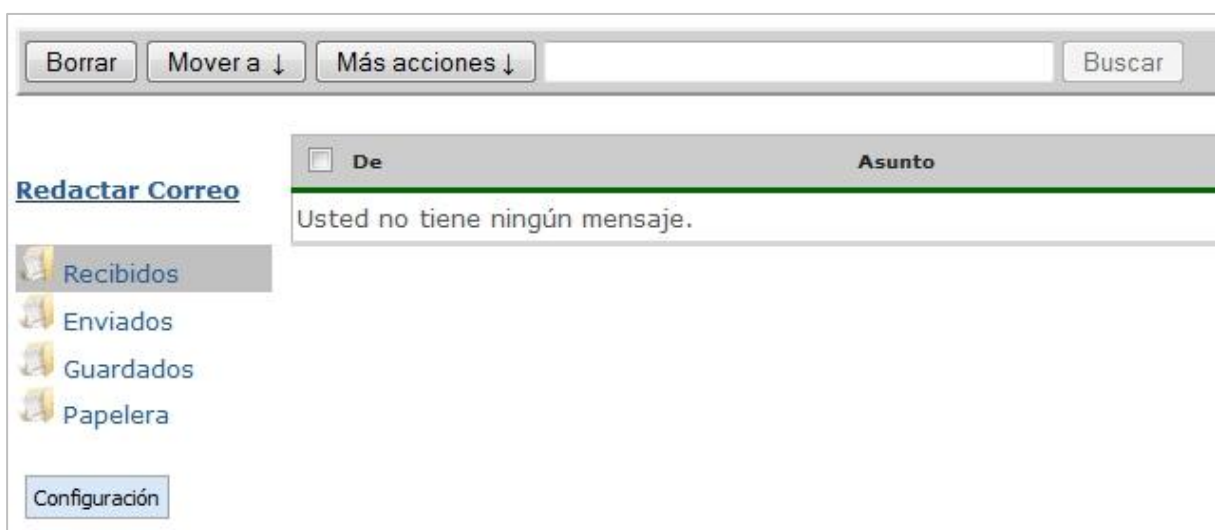 Borrar Mover a ↓ Más acciones ↓ Buscar
Redactar Correo
Recibidos
Enviados
Guardados
Papelera
Configuración
De Asunto
Usted no tiene ningún mensaje.